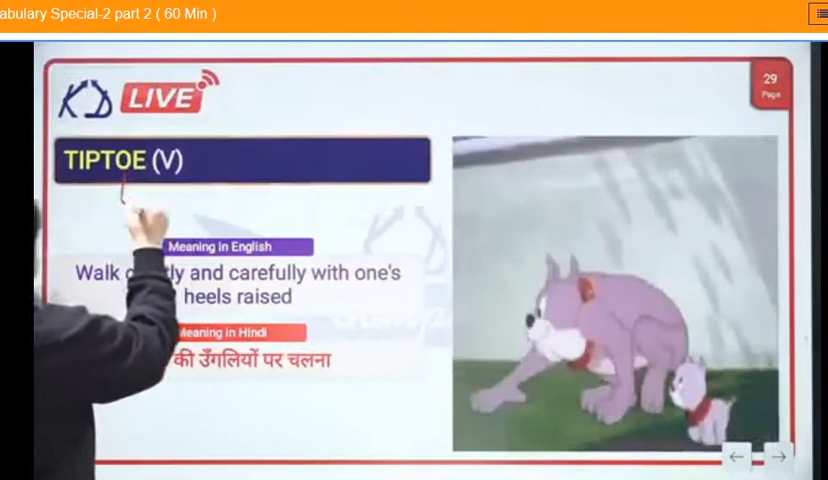 abulary Special-2 part 2 ( 60 Min )
KD LIVE
29
Page
TIPTOE (V)
Meaning in English
Walk and carefully with one's
heels raised
Meaning in Hindi
की उँगलियों पर चलना